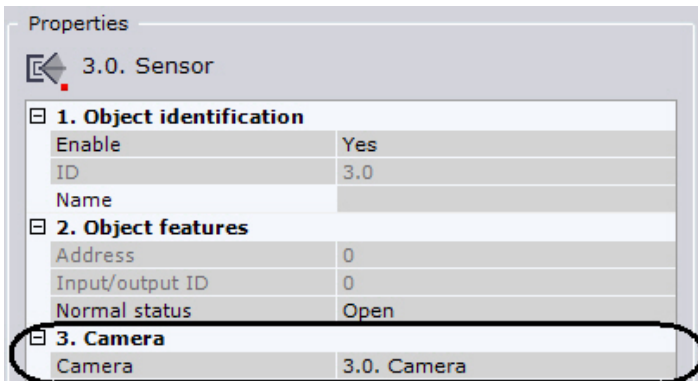 Properties
3.0. Sensor
1. Object identification
Enable Yes
ID 3.0
Name
2. Object features
Address 0
Input/output ID 0
Normal status Open
3. Camera
Camera 3.0. Camera